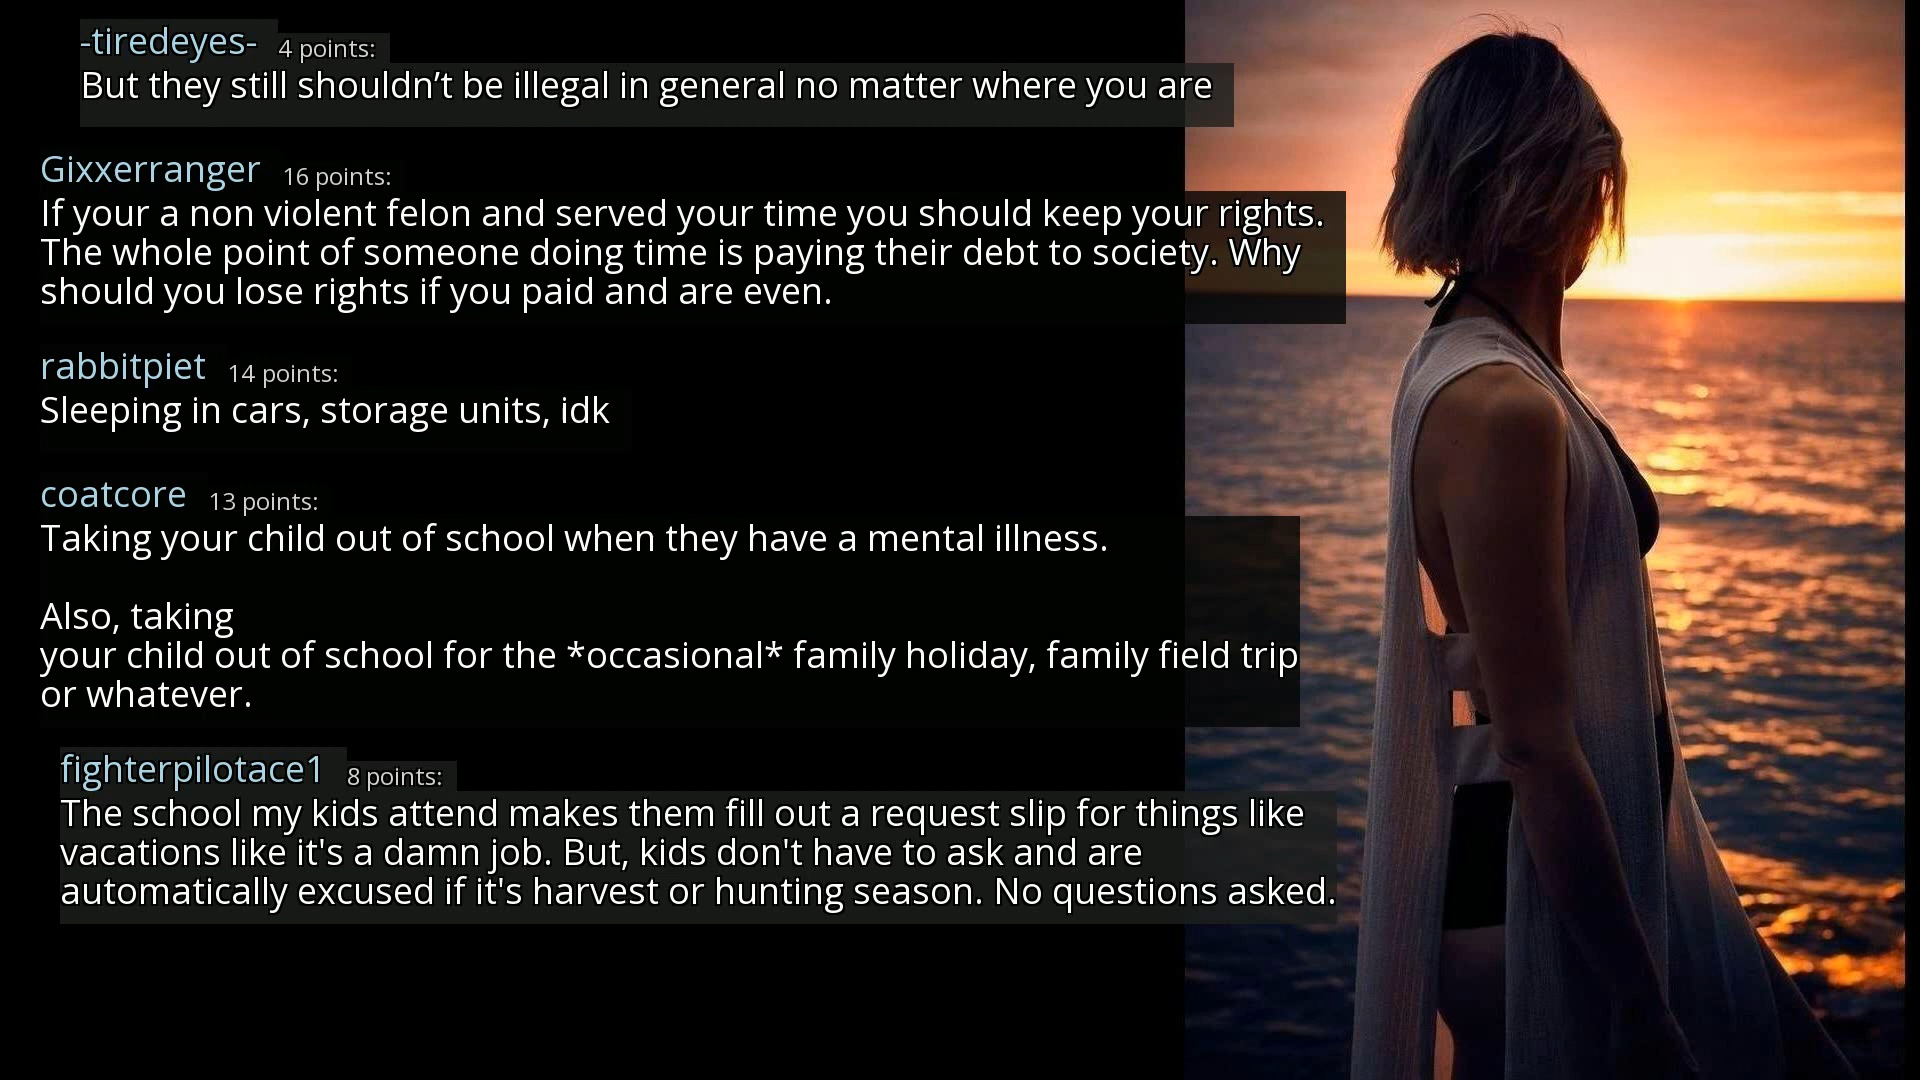 -tiredeyes- 4 points:
But they still shouldn’t be illegal in general no matter where you are
Gixxerranger 16 points:
If your a non violent felon and served your time you should keep your rights.
The whole point of someone doing time is paying their debt to society. Why
should you lose rights if you paid and are even.
rabbitpiet 14 points:
Sleeping in cars, storage units, idk
coatcore 13 points:
Taking your child out of school when they have a mental illness.
Also, taking
your child out of school for the *occasional* family holiday, family field trip
or whatever.
fighterpilotace1 8 points:
The school my kids attend makes them fill out a request slip for things like
vacations like it's a damn job. But, kids don't have to ask and are
automatically excused if it's harvest or hunting season. No questions asked.